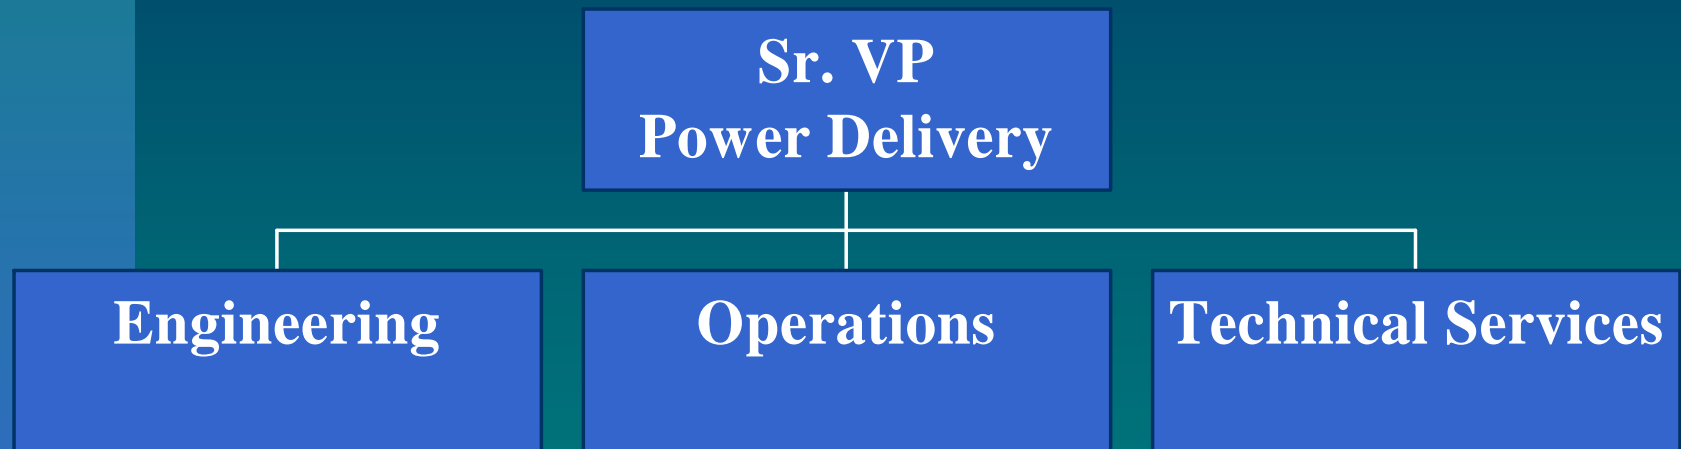 Sr. VP
Power Delivery
Engineering
Operations
Technical Services